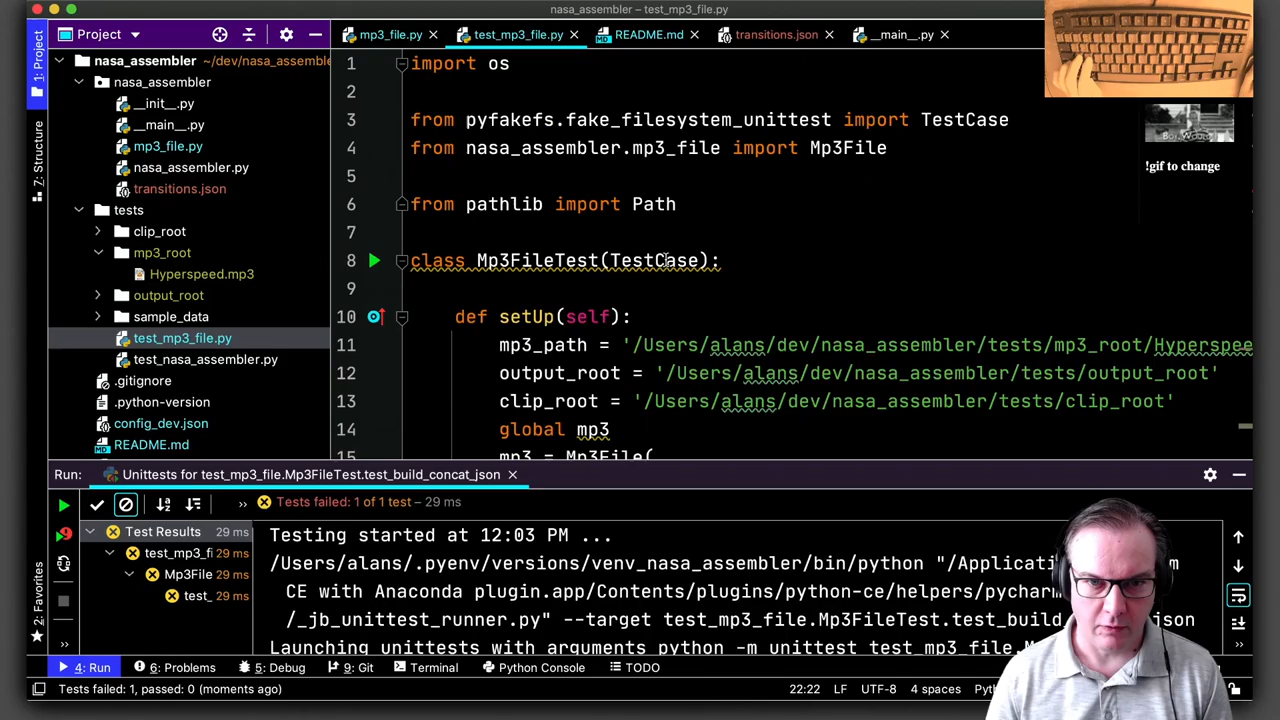 nasa_assembler – test_mp3_file.py
Project
mp3_file.py
test_mp3_file.py
README.md
transitions.json
__main__.py
1: Project
7: Structure
2: Favorites
nasa_assembler ~/dev/nasa_assemble
nasa_assembler
__init__.py
__main__.py
mp3_file.py
nasa_assembler.py
transitions.json
tests
clip_root
mp3_root
Hyperspeed.mp3
output_root
sample_data
test_mp3_file.py
test_nasa_assembler.py
.gitignore
.python-version
config_dev.json
README.md
1 import os
2
3 from pyfakefs.fake_filesystem_unittest import TestCase
4 from nasa_assembler.mp3_file import Mp3File
5
6 from pathlib import Path
7
8 class Mp3FileTest(TestCase):
9
10 def setUp(self):
11 mp3_path = '/Users/alans/dev/nasa_assembler/tests/mp3_root/Hyperspee
12 output_root = '/Users/alans/dev/nasa_assembler/tests/output_root'
13 clip_root = '/Users/alans/dev/nasa_assembler/tests/clip_root'
14 global mp3
15 mp3 = Mp3File(
!gif to change
Run: Unittests for test_mp3_file.Mp3FileTest.test_build_concat_json
» Tests failed: 1 of 1 test – 29 ms
Test Results 29 ms
test_mp3_fi 29 ms
Mp3File 29 ms
test_ 29 ms
Testing started at 12:03 PM ...
/Users/alans/.pyenv/versions/venv_nasa_assembler/bin/python "/Applicati
CE with Anaconda plugin.app/Contents/plugins/python-ce/helpers/pycharm
/_jb_unittest_runner.py" --target test_mp3_file.Mp3FileTest.test_build json
Launching unittests with arguments python -m unittest test_mp3_file.M
4: Run
6: Problems
5: Debug
9: Git
Terminal
Python Console
TODO
Tests failed: 1, passed: 0 (moments ago)
22:22 LF UTF-8 4 spaces Pyth